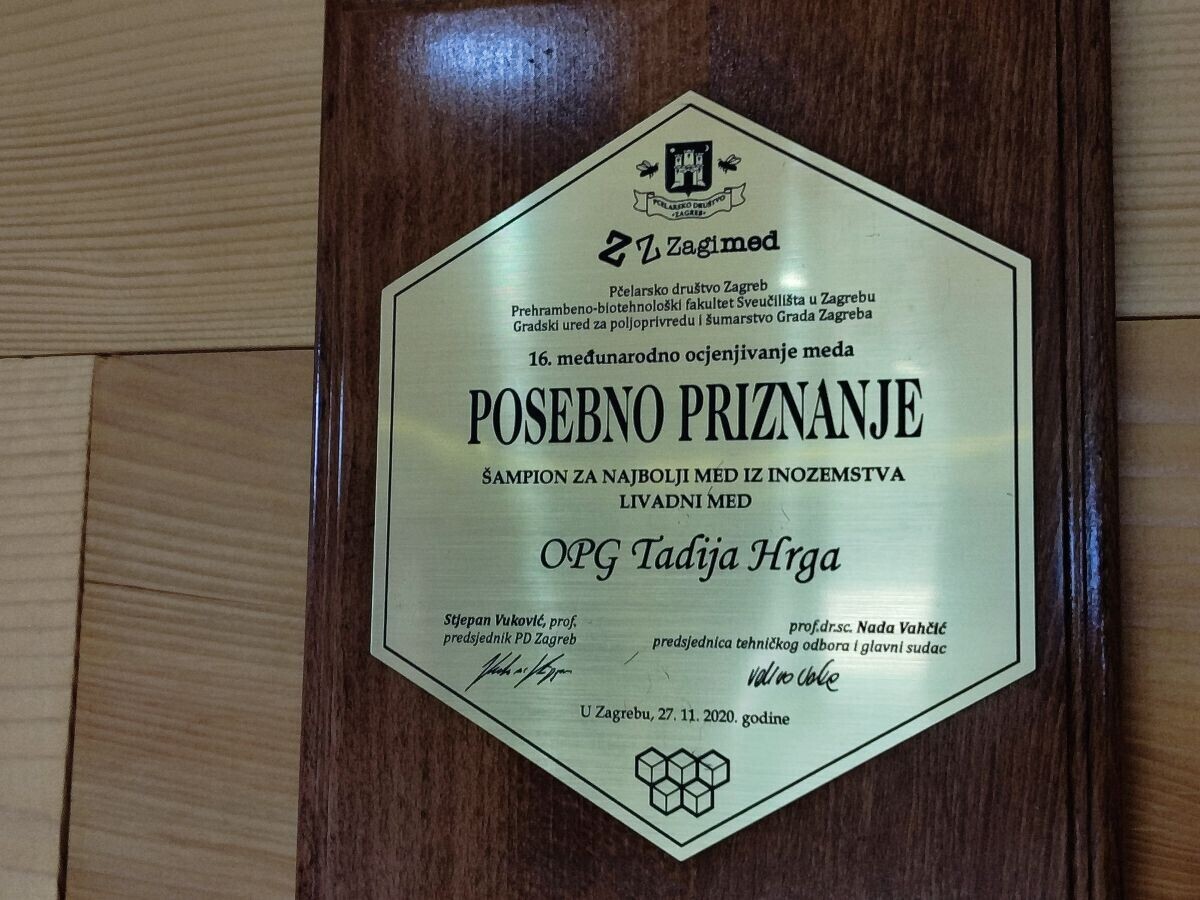 PČELARSKO DRUŠTVO
•ZAGREB•
Zagimed
Pčelarsko društvo Zagreb
Prehrambeno-biotehnološki fakultet Sveučilišta u Zagrebu
Gradski ured za poljoprivredu i šumarstvo Grada Zagreba
16. međunarodno ocjenjivanje meda
POSEBNO PRIZNANJE
ŠAMPION ZA NAJBOLJI MED IZ INOZEMSTVA
LIVADNI MED
OPG Tadija Hrga
Stjepan Vuković, prof.
predsjednik PD Zagreb
prof.dr.sc. Nada Vahčić
predsjednica tehničkog odbora i glavni sudac
U Zagrebu, 27. 11. 2020. godine